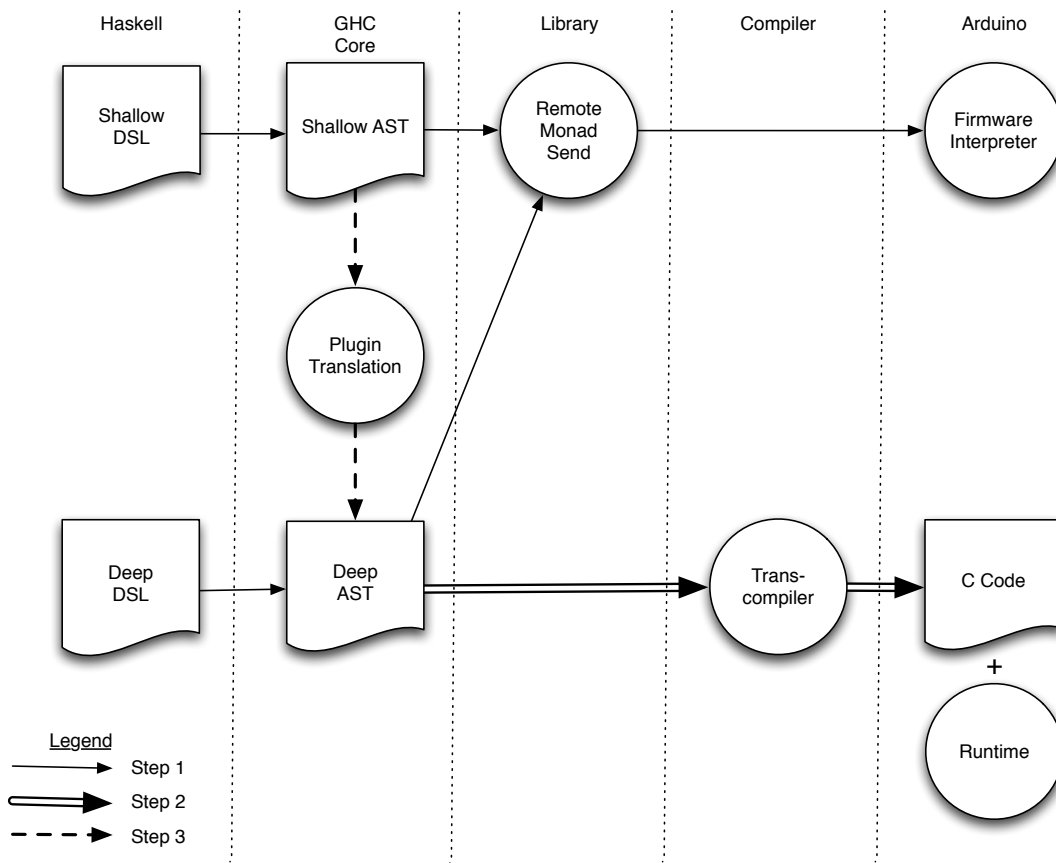 Haskell
GHC
Core
Library
Compiler
Arduino
Shallow
DSL
Shallow AST
Remote
Monad
Send
Firmware
Interpreter
Plugin
Translation
Deep
DSL
Deep
AST
Trans-
compiler
C Code
+
Runtime
Legend
Step 1
Step 2
Step 3